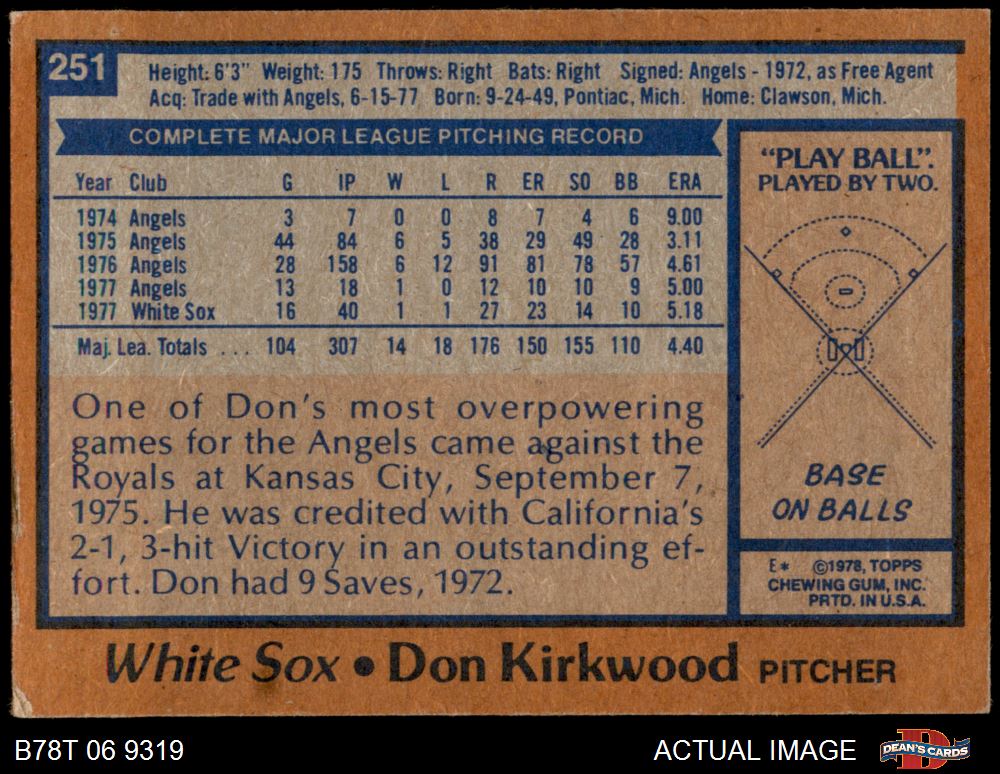 251
Height: 6'3" Weight: 175 Throws: Right Bats: Right Signed: Angels - 1972, as Free Agent
Acq: Trade with Angels, 6-15-77 Born: 9-24-49, Pontiac, Mich. Home: Clawson, Mich.
COMPLETE MAJOR LEAGUE PITCHING RECORD
Year Club G IP W L R ER SO BB ERA
1974 Angels 3 7 0 0 8 7 4 6 9.00
1975 Angels 44 84 6 5 38 29 49 28 3.11
1976 Angels 28 158 6 12 91 81 78 57 4.61
1977 Angels 13 18 1 0 12 10 10 9 5.00
1977 White Sox 16 40 1 1 27 23 14 10 5.18
Maj. Lea. Totals . . . 104 307 14 18 176 150 155 110 4.40
One of Don's most overpowering
games for the Angels came against the
Royals at Kansas City, September 7,
1975. He was credited with California's
2-1, 3-hit Victory in an outstanding ef-
fort. Don had 9 Saves, 1972.
"PLAY BALL".
PLAYED BY TWO.
BASE
ON BALLS
E* ©1978, TOPPS
CHEWING GUM, INC.
PRTD. IN U.S.A.
White Sox • Don Kirkwood PITCHER
B78T 06 9319
ACTUAL IMAGE
D
DEAN'S CARDS